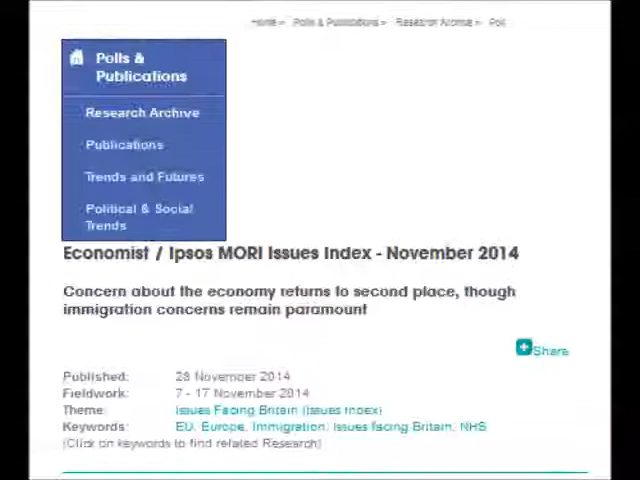 Home » Polls & Publications » Research Archive » Poll
Polls &
Publications
Research Archive
Publications
Trends and Futures
Political & Social
Trends
Economist / Ipsos MORI Issues Index - November 2014
Concern about the economy returns to second place, though
immigration concerns remain paramount
Share
Published: 28 November 2014
Fieldwork: 7 - 17 November 2014
Theme: Issues Facing Britain (Issues Index)
Keywords: EU, Europe, Immigration, Issues facing Britain, NHS
(Click on keywords to find related Research)